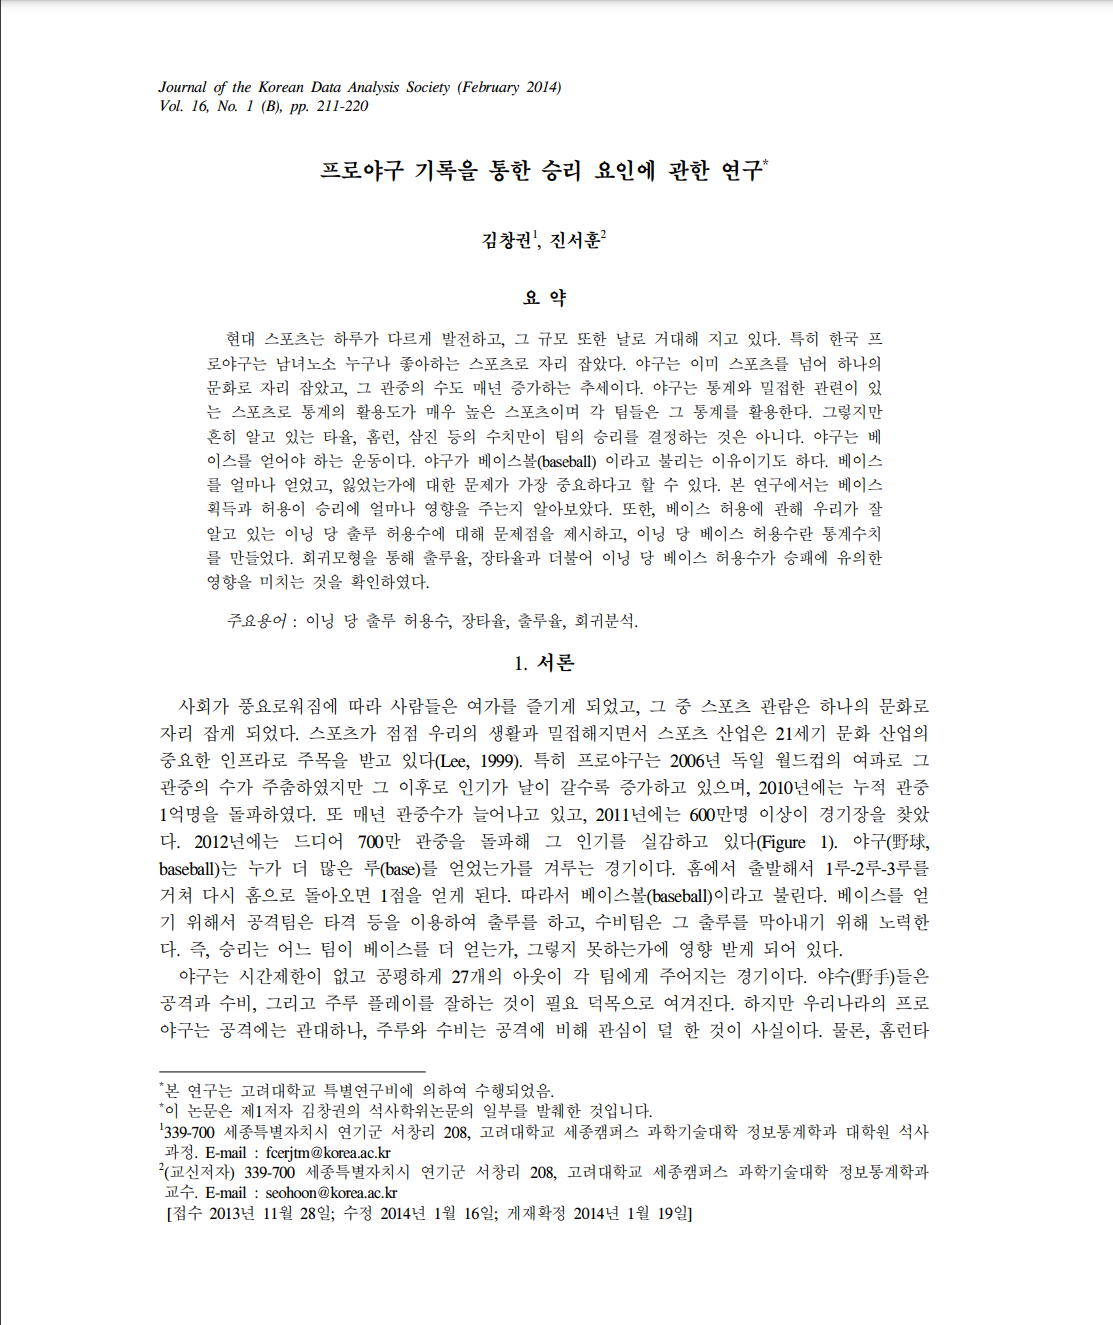 Journal of the Korean Data Analysis Society (February 2014)
Vol. 16, No. 1 (B), pp. 211-220
프로야구 기록을 통한 승리 요인에 관한 연구*
김창권1, 진서훈2
요 약
현대 스포츠는 하루가 다르게 발전하고, 그 규모 또한 날로 거대해 지고 있다. 특히 한국 프
로야구는 남녀노소 누구나 좋아하는 스포츠로 자리 잡았다. 야구는 이미 스포츠를 넘어 하나의
문화로 자리 잡았고, 그 관중의 수도 매년 증가하는 추세이다. 야구는 통계와 밀접한 관련이 있
는 스포츠로 통계의 활용도가 매우 높은 스포츠이며 각 팀들은 그 통계를 활용한다. 그렇지만
흔히 알고 있는 타율, 홈런, 삼진 등의 수치만이 팀의 승리를 결정하는 것은 아니다. 야구는 베
이스를 얻어야 하는 운동이다. 야구가 베이스볼(baseball) 이라고 불리는 이유이기도 하다. 베이스
를 얼마나 얻었고, 잃었는가에 대한 문제가 가장 중요하다고 할 수 있다. 본 연구에서는 베이스
획득과 허용이 승리에 얼마나 영향을 주는지 알아보았다. 또한, 베이스 허용에 관해 우리가 잘
알고 있는 이닝 당 출루 허용수에 대해 문제점을 제시하고, 이닝 당 베이스 허용수란 통계수치
를 만들었다. 회귀모형을 통해 출루율, 장타율과 더불어 이닝 당 베이스 허용수가 승패에 유의한
영향을 미치는 것을 확인하였다.
주요용어 : 이닝 당 출루 허용수, 장타율, 출루율, 회귀분석.
1. 서론
사회가 풍요로워짐에 따라 사람들은 여가를 즐기게 되었고, 그 중 스포츠 관람은 하나의 문화로
자리 잡게 되었다. 스포츠가 점점 우리의 생활과 밀접해지면서 스포츠 산업은 21세기 문화 산업의
중요한 인프라로 주목을 받고 있다(Lee, 1999). 특히 프로야구는 2006년 독일 월드컵의 여파로 그
관중의 수가 주춤하였지만 그 이후로 인기가 날이 갈수록 증가하고 있으며, 2010년에는 누적 관중
1억명을 돌파하였다. 또 매년 관중수가 늘어나고 있고, 2011년에는 600만명 이상이 경기장을 찾았
다. 2012년에는 드디어 700만 관중을 돌파해 그 인기를 실감하고 있다(Figure 1). 야구(野球,
baseball)는 누가 더 많은 루(base)를 얻었는가를 겨루는 경기이다. 홈에서 출발해서 1루-2루-3루를
거쳐 다시 홈으로 돌아오면 1점을 얻게 된다. 따라서 베이스볼(baseball)이라고 불린다. 베이스를 얻
기 위해서 공격팀은 타격 등을 이용하여 출루를 하고, 수비팀은 그 출루를 막아내기 위해 노력한
다. 즉, 승리는 어느 팀이 베이스를 더 얻는가, 그렇지 못하는가에 영향 받게 되어 있다.
야구는 시간제한이 없고 공평하게 27개의 아웃이 각 팀에게 주어지는 경기이다. 야수(野手)들은
공격과 수비, 그리고 주루 플레이를 잘하는 것이 필요 덕목으로 여겨진다. 하지만 우리나라의 프로
야구는 공격에는 관대하나, 주루와 수비는 공격에 비해 관심이 덜 한 것이 사실이다. 물론, 홈런타
*본 연구는 고려대학교 특별연구비에 의하여 수행되었음.
*이 논문은 제1저자 김창권의 석사학위논문의 일부를 발췌한 것입니다.
1339-700 세종특별자치시 연기군 서창리 208, 고려대학교 세종캠퍼스 과학기술대학 정보통계학과 대학원 석사
과정. E-mail : fcerjtm@korea.ac.kr
2(교신저자) 339-700 세종특별자치시 연기군 서창리 208, 고려대학교 세종캠퍼스 과학기술대학 정보통계학과
교수. E-mail : seohoon@korea.ac.kr
[접수 2013년 11월 28일; 수정 2014년 1월 16일; 게재확정 2014년 1월 19일]